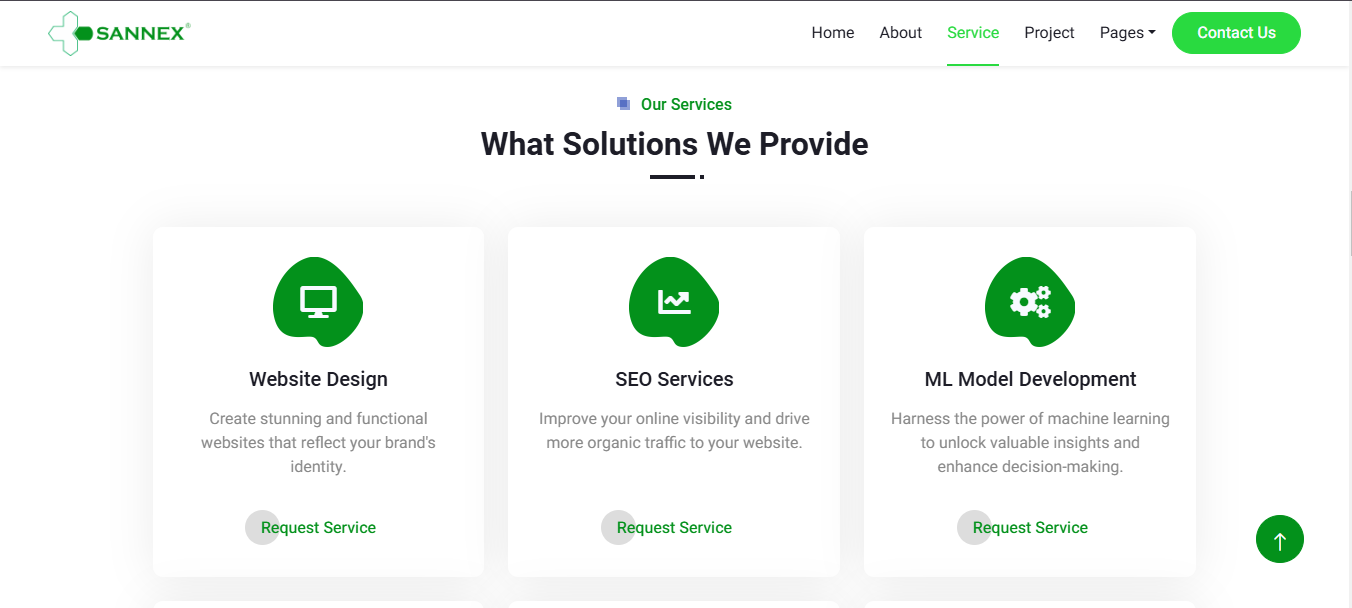 SANNEX®
Home About Service Project Pages Contact Us
Our Services
What Solutions We Provide
Website Design
Create stunning and functional
websites that reflect your brand's
identity.
Request Service
SEO Services
Improve your online visibility and drive
more organic traffic to your website.
Request Service
ML Model Development
Harness the power of machine learning
to unlock valuable insights and
enhance decision-making.
Request Service